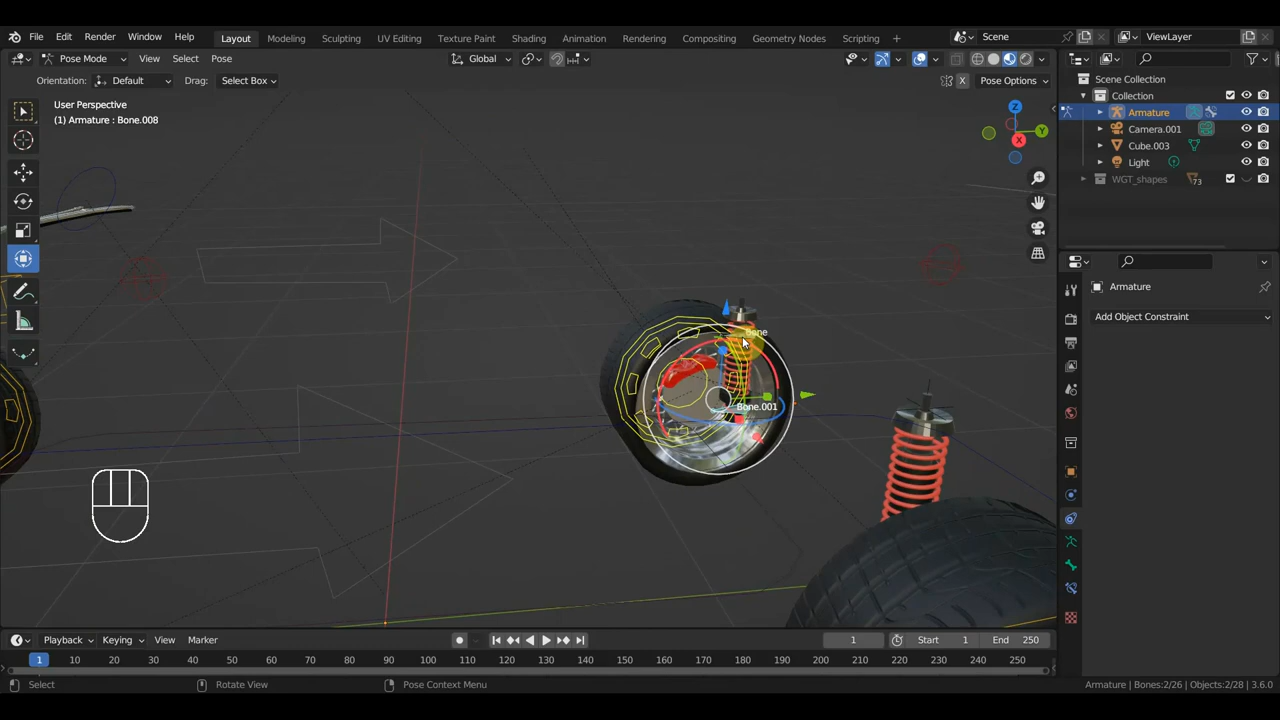 File Edit Render Window Help Layout Modeling Sculpting UV Editing Texture Paint Shading Animation Rendering Compositing Geometry Nodes Scripting + Scene ViewLayer
Pose Mode View Select Pose Global
Orientation: Default Drag: Select Box X Pose Options
Scene Collection
Collection
Armature
Camera.001
Cube.003
Light
WGT_shapes 73
User Perspective
(1) Armature : Bone.008
Z
Y
X
Bone
Bone.001
Armature
Add Object Constraint
Playback Keying View Marker 1 Start 1 End 250
1 10 20 30 40 50 60 70 80 90 100 110 120 130 140 150 160 170 180 190 200 210 220 230 240 250
Select Rotate View Pose Context Menu Armature | Bones:2/26 | Objects:2/28 | 3.6.0